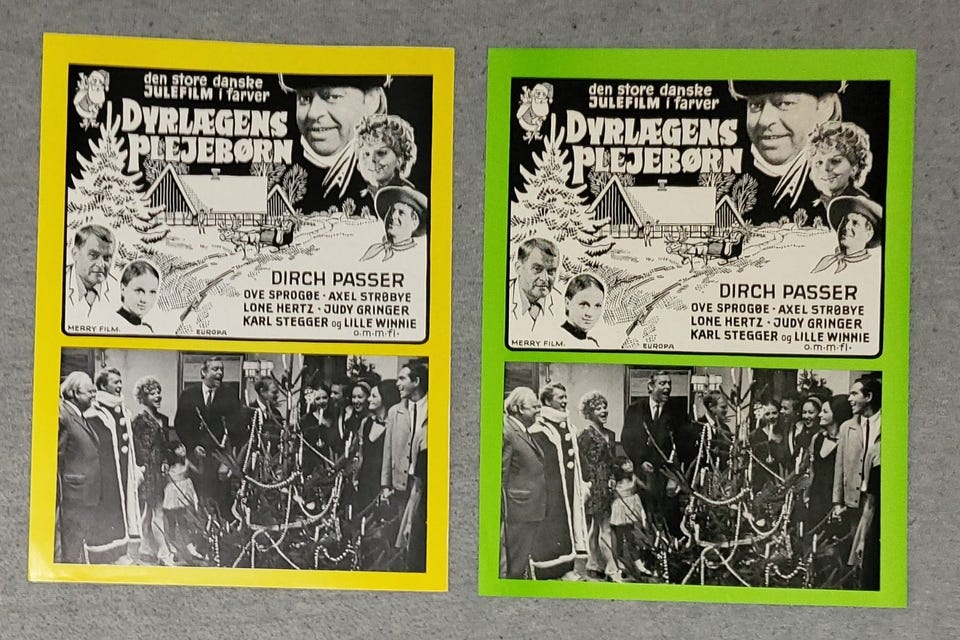 den store danske
JULEFILM i farver
DYRLÆGENS
PLEJEBØRN
DIRCH PASSER
OVE SPROGØE · AXEL STRØBYE
LONE HERTZ · JUDY GRINGER
KARL STEGGER og LILLE WINNIE
o.m.m.fl.
MERRY FILM.
EUROPA
den store danske
JULEFILM i farver
DYRLÆGENS
PLEJEBØRN
DIRCH PASSER
OVE SPROGØE · AXEL STRØBYE
LONE HERTZ · JUDY GRINGER
KARL STEGGER og LILLE WINNIE
o.m.m.fl.
MERRY FILM.
EUROPA